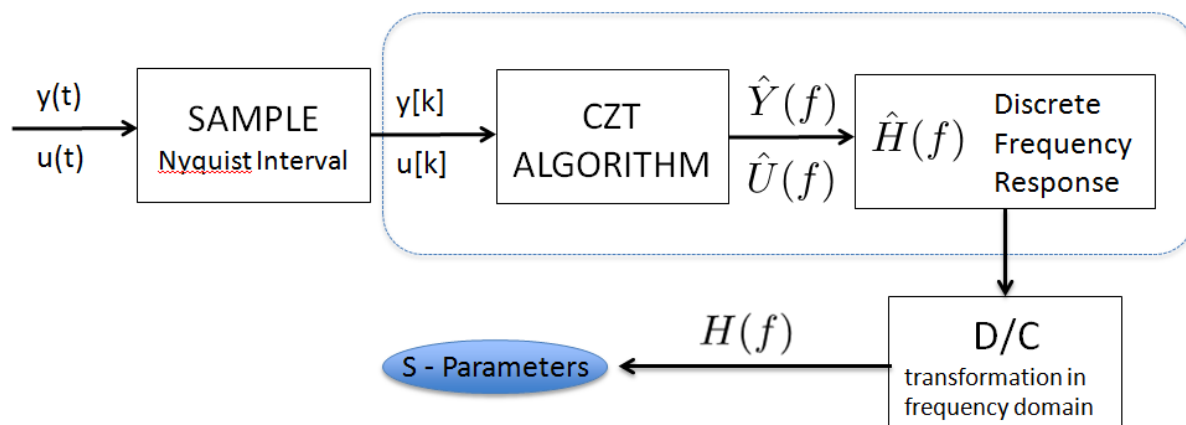 y(t)
u(t)
SAMPLE
Nyquist Interval
y[k]
u[k]
CZT
ALGORITHM
Ŷ(f)
Û(f)
Ĥ(f)
Discrete
Frequency
Response
D/C
transformation in
frequency domain
H(f)
S - Parameters